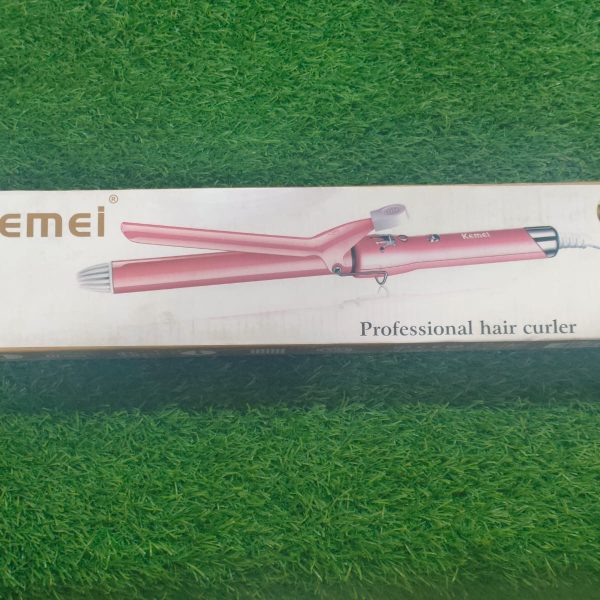 emei®
Kemei
Professional hair curler